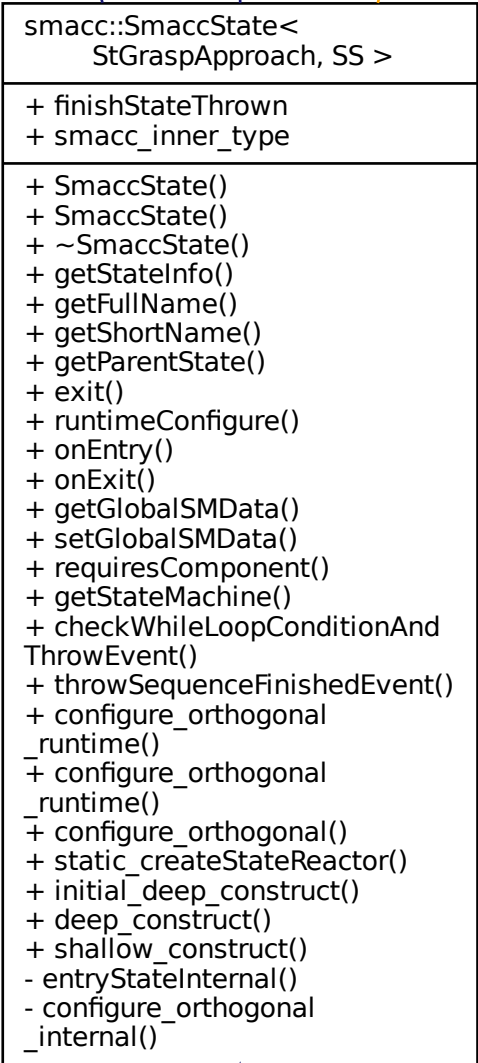 smacc::SmaccState<
StGraspApproach, SS >
+ finishStateThrown
+ smacc_inner_type
+ SmaccState()
+ SmaccState()
+ ~SmaccState()
+ getStateInfo()
+ getFullName()
+ getShortName()
+ getParentState()
+ exit()
+ runtimeConfigure()
+ onEntry()
+ onExit()
+ getGlobalSMData()
+ setGlobalSMData()
+ requiresComponent()
+ getStateMachine()
+ checkWhileLoopConditionAnd
ThrowEvent()
+ throwSequenceFinishedEvent()
+ configure_orthogonal
_runtime()
+ configure_orthogonal
_runtime()
+ configure_orthogonal()
+ static_createStateReactor()
+ initial_deep_construct()
+ deep_construct()
+ shallow_construct()
- entryStateInternal()
- configure_orthogonal
_internal()